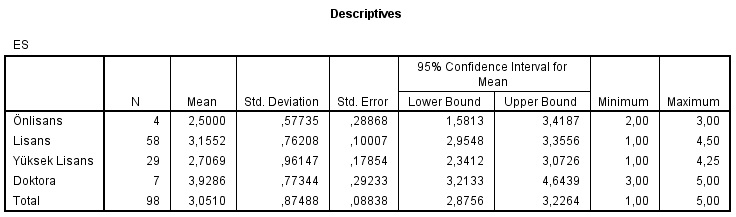 Descriptives
ES
95% Confidence Interval for Mean
N Mean Std. Deviation Std. Error Lower Bound Upper Bound Minimum Maximum
Önlisans 4 2,5000 ,57735 ,28868 1,5813 3,4187 2,00 3,00
Lisans 58 3,1552 ,76208 ,10007 2,9548 3,3556 1,00 4,50
Yüksek Lisans 29 2,7069 ,96147 ,17854 2,3412 3,0726 1,00 4,25
Doktora 7 3,9286 ,77344 ,29233 3,2133 4,6439 3,00 5,00
Total 98 3,0510 ,87488 ,08838 2,8756 3,2264 1,00 5,00